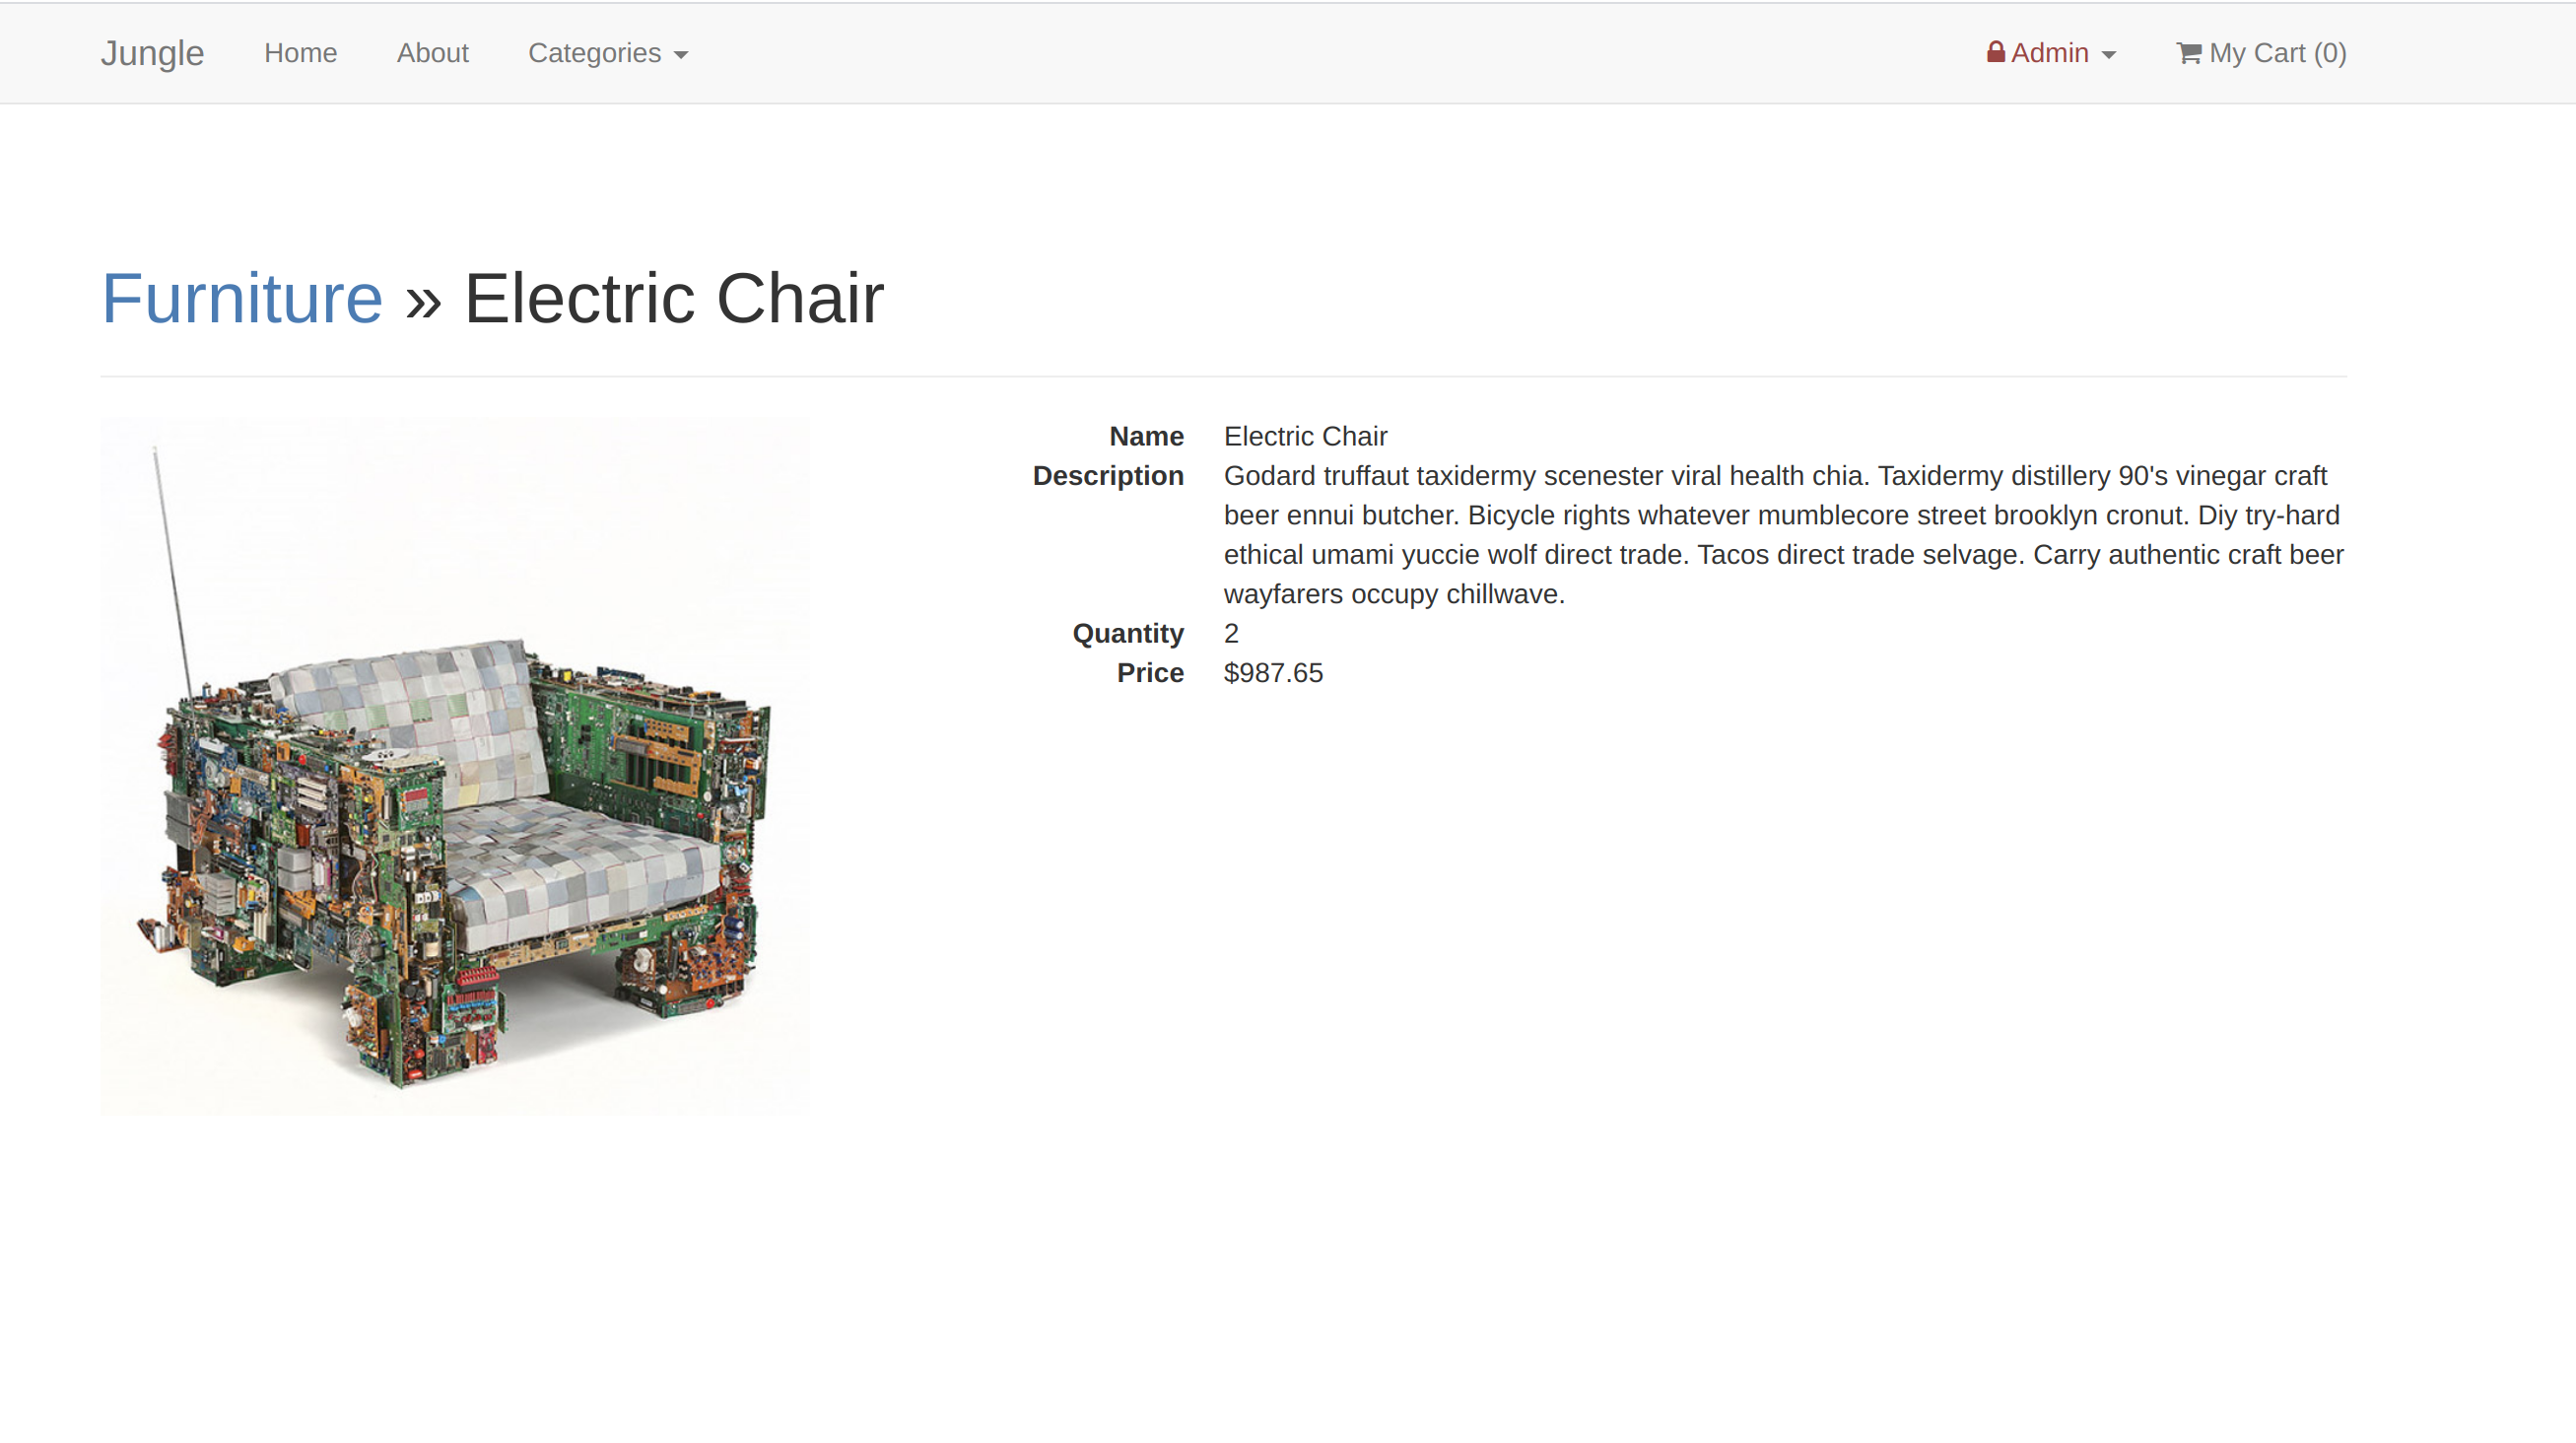 Jungle Home About Categories Admin My Cart (0)
Furniture » Electric Chair
Name Electric Chair
Description Godard truffaut taxidermy scenester viral health chia. Taxidermy distillery 90's vinegar craft
beer ennui butcher. Bicycle rights whatever mumblecore street brooklyn cronut. Diy try-hard
ethical umami yuccie wolf direct trade. Tacos direct trade selvage. Carry authentic craft beer
wayfarers occupy chillwave.
Quantity 2
Price $987.65